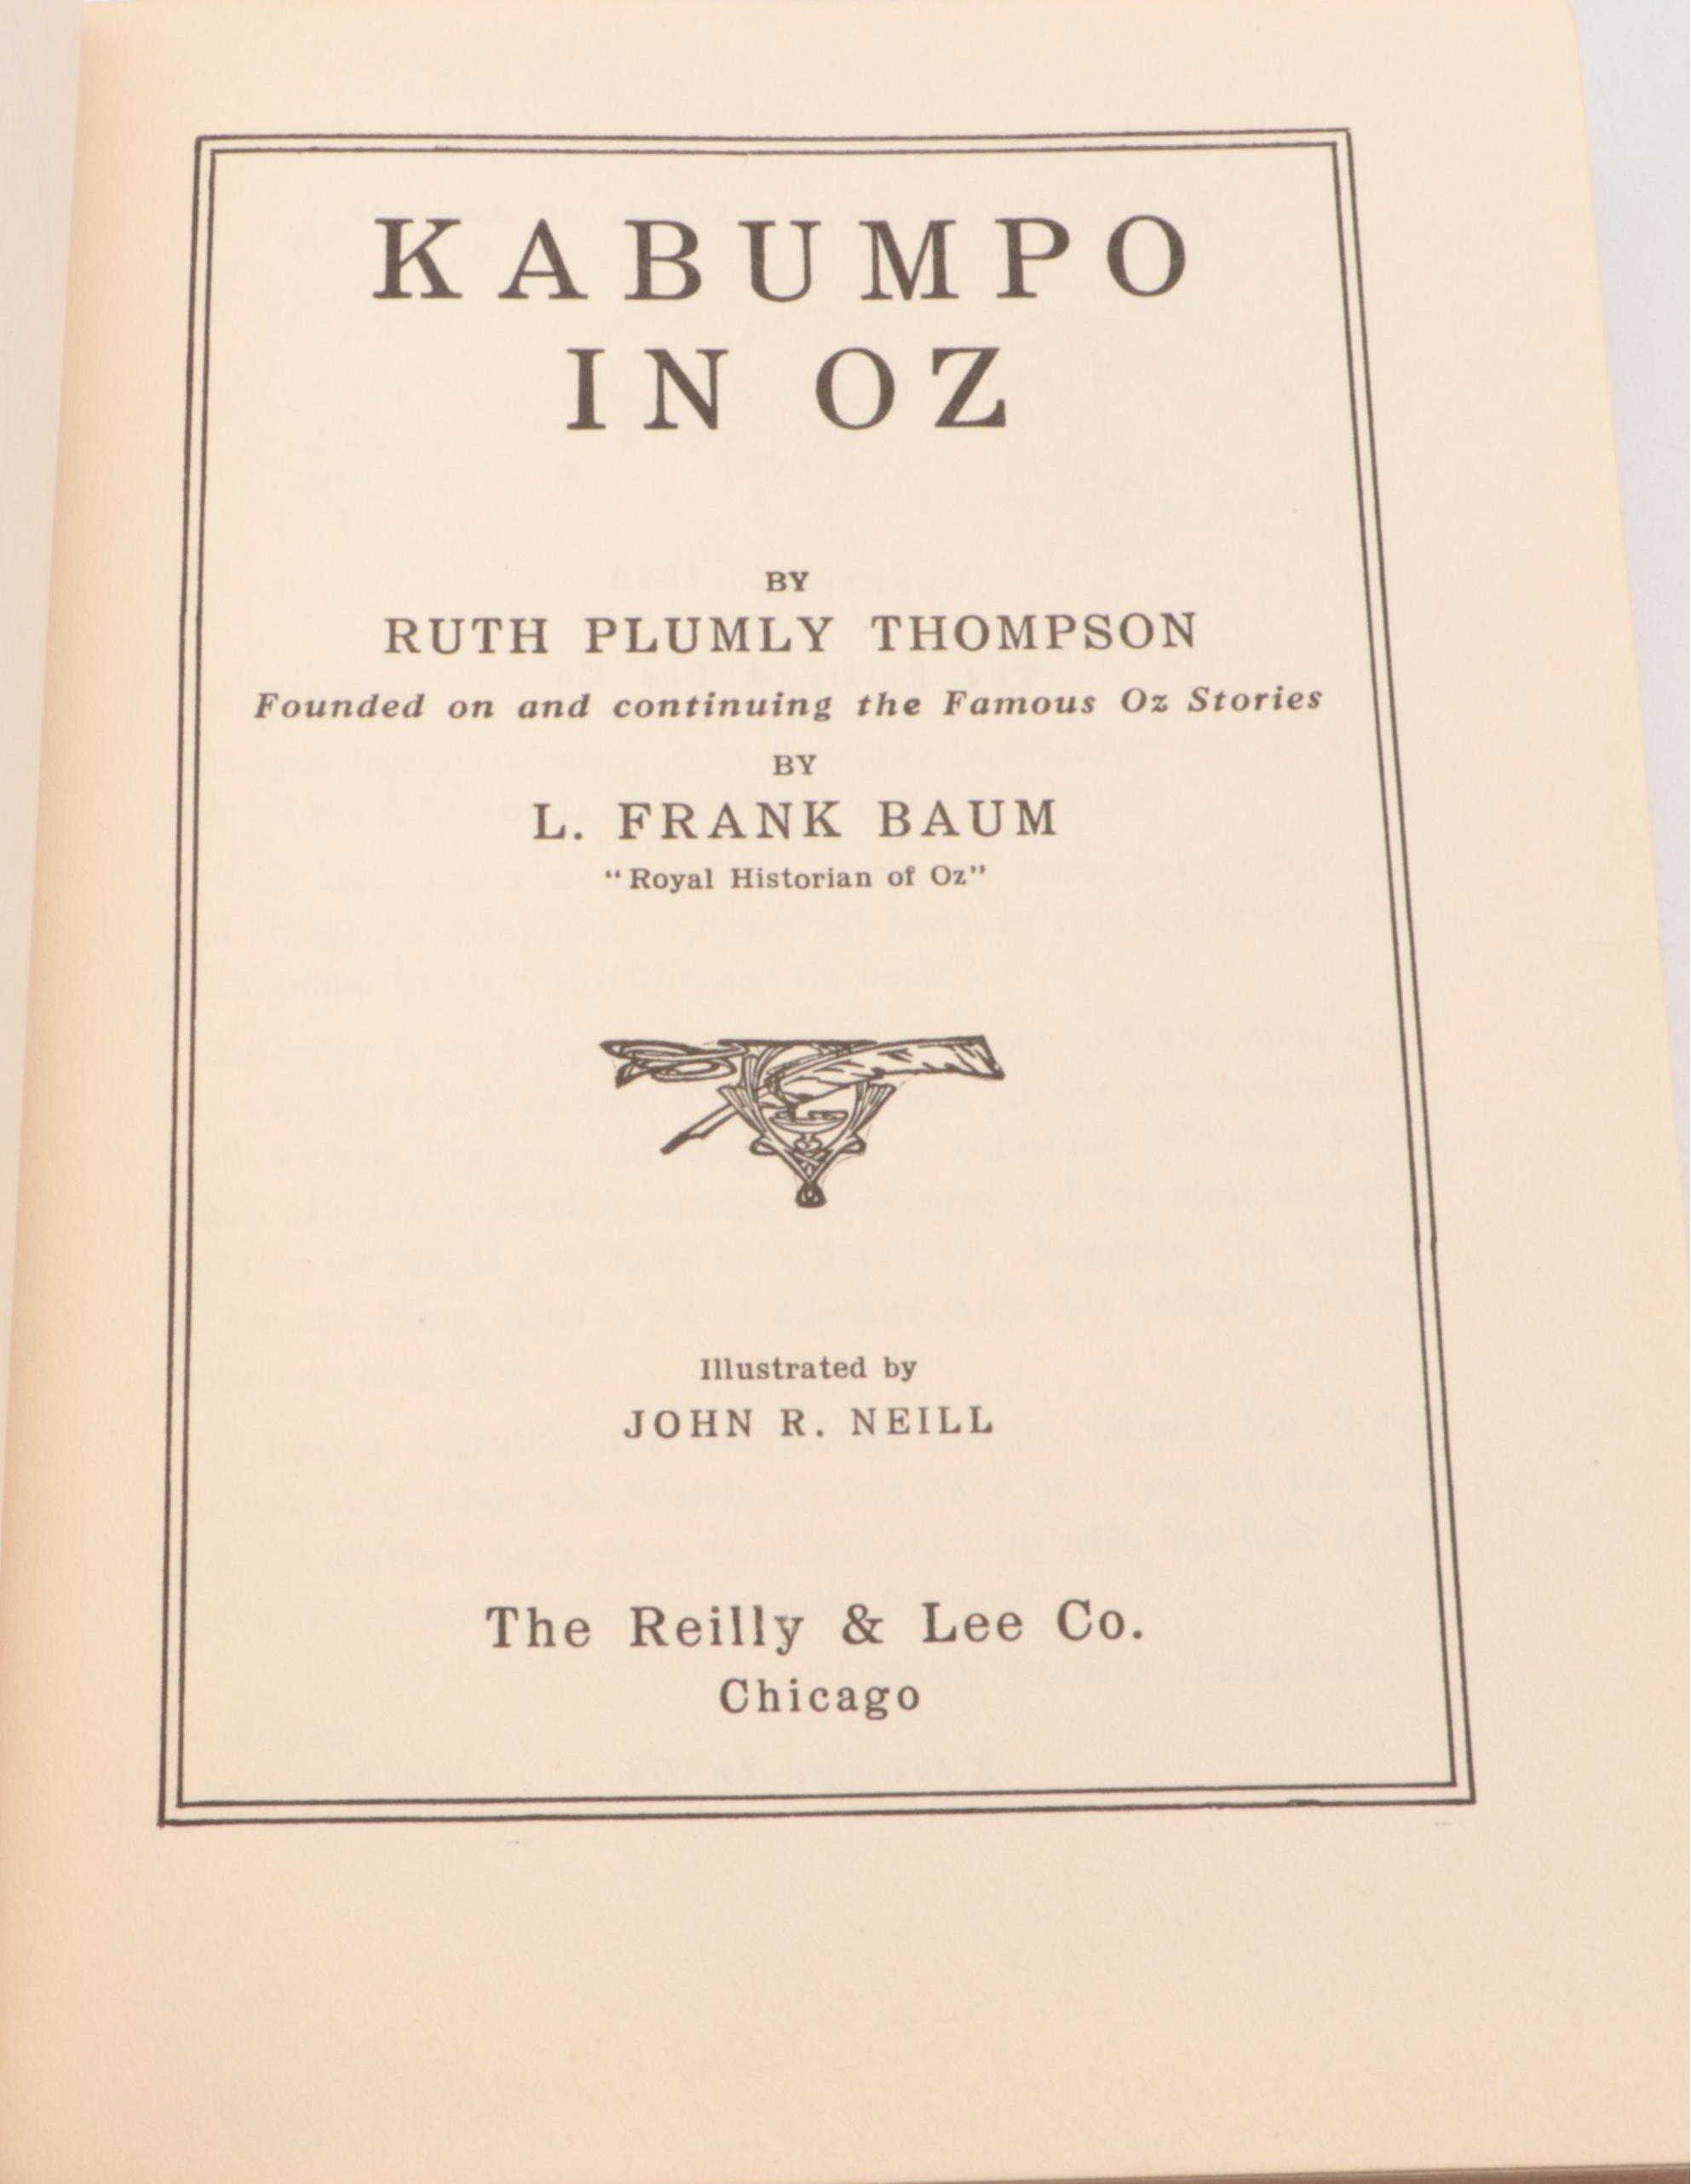 KABUMPO
IN OZ
BY
RUTH PLUMLY THOMPSON
Founded on and continuing the Famous Oz Stories
BY
L. FRANK BAUM
“Royal Historian of Oz”
Illustrated by
JOHN R. NEILL
The Reilly & Lee Co.
Chicago